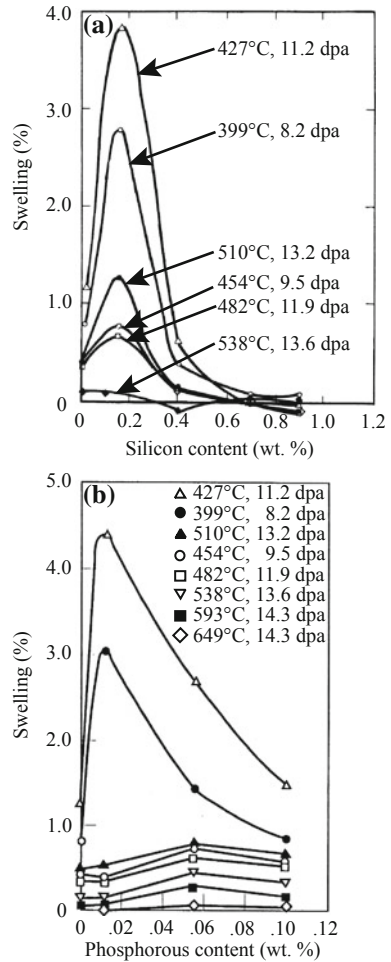 (a)
4.0
3.0
2.0
1.0
0
Swelling (%)
427°C, 11.2 dpa
399°C, 8.2 dpa
510°C, 13.2 dpa
454°C, 9.5 dpa
482°C, 11.9 dpa
538°C, 13.6 dpa
0 0.2 0.4 0.6 0.8 1.0 1.2
Silicon content (wt. %)
(b)
5.0
4.0
3.0
2.0
1.0
0
Swelling (%)
427°C, 11.2 dpa
399°C, 8.2 dpa
510°C, 13.2 dpa
454°C, 9.5 dpa
482°C, 11.9 dpa
538°C, 13.6 dpa
593°C, 14.3 dpa
649°C, 14.3 dpa
0 .02 .04 .06 .08 .10 .12
Phosphorous content (wt. %)